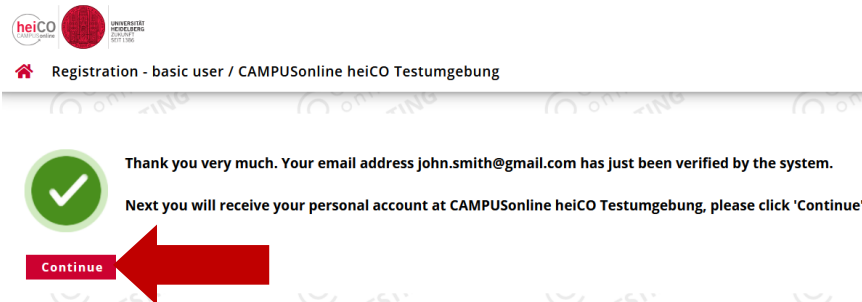 heiCO
CAMPUSonline
UNIVERSITÄT
HEIDELBERG
ZUKUNFT
SEIT 1386
Registration - basic user / CAMPUSonline heiCO Testumgebung
Thank you very much. Your email address john.smith@gmail.com has just been verified by the system.
Next you will receive your personal account at CAMPUSonline heiCO Testumgebung, please click 'Continue'
Continue